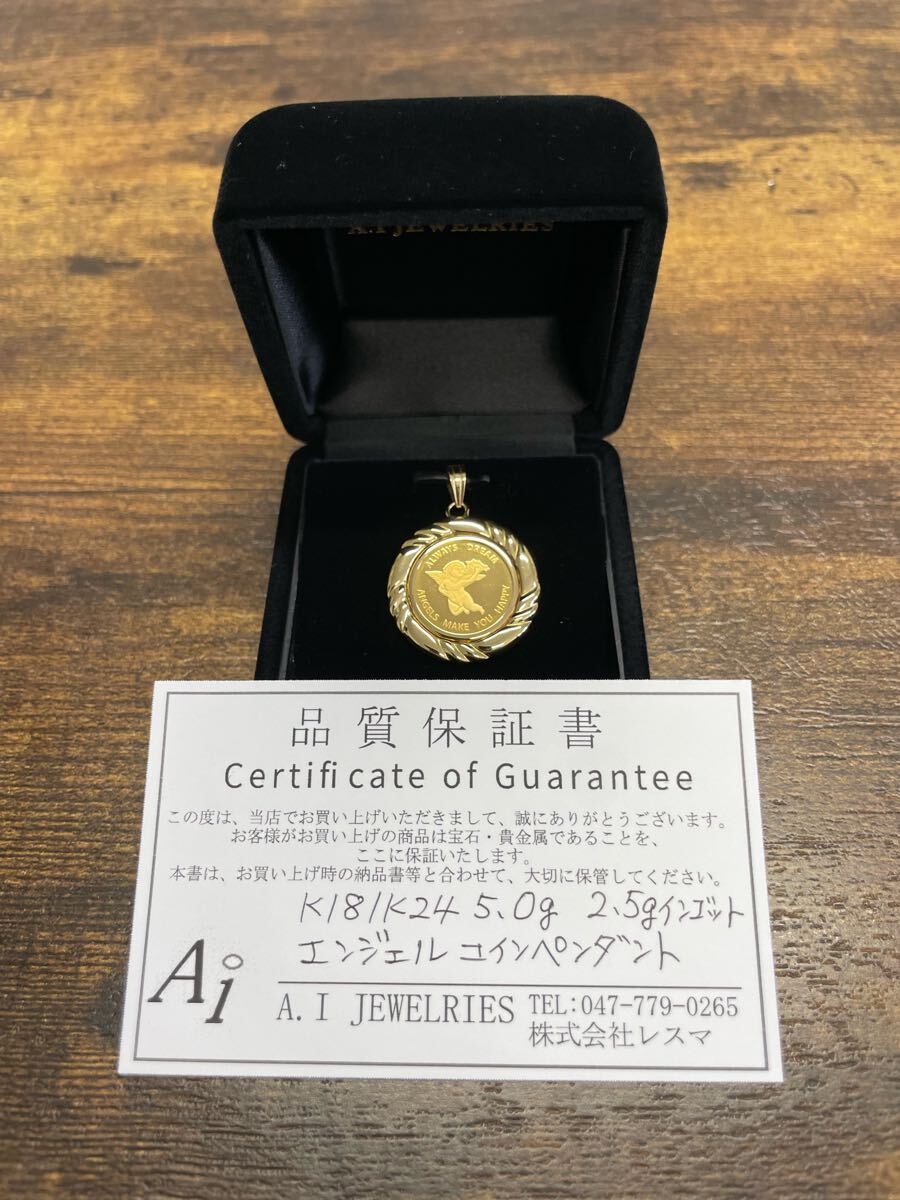 A.I JEWELRIES
ALWAYS DREAM
ANGELS MAKE YOU HAPPY
品質保証書
Certificate of Guarantee
この度は、当店でお買い上げいただきまして、誠にありがとうございます。
お客様がお買い上げの商品は宝石・貴金属であることを、
ここに保証いたします。
本書は、お買い上げ時の納品書等と合わせて、大切に保管してください。
K18/K24 5.0g 2.5gインゴット
エンジェル コインペンダント
Ai
A.I JEWELRIES
TEL:047-779-0265
株式会社レスマ